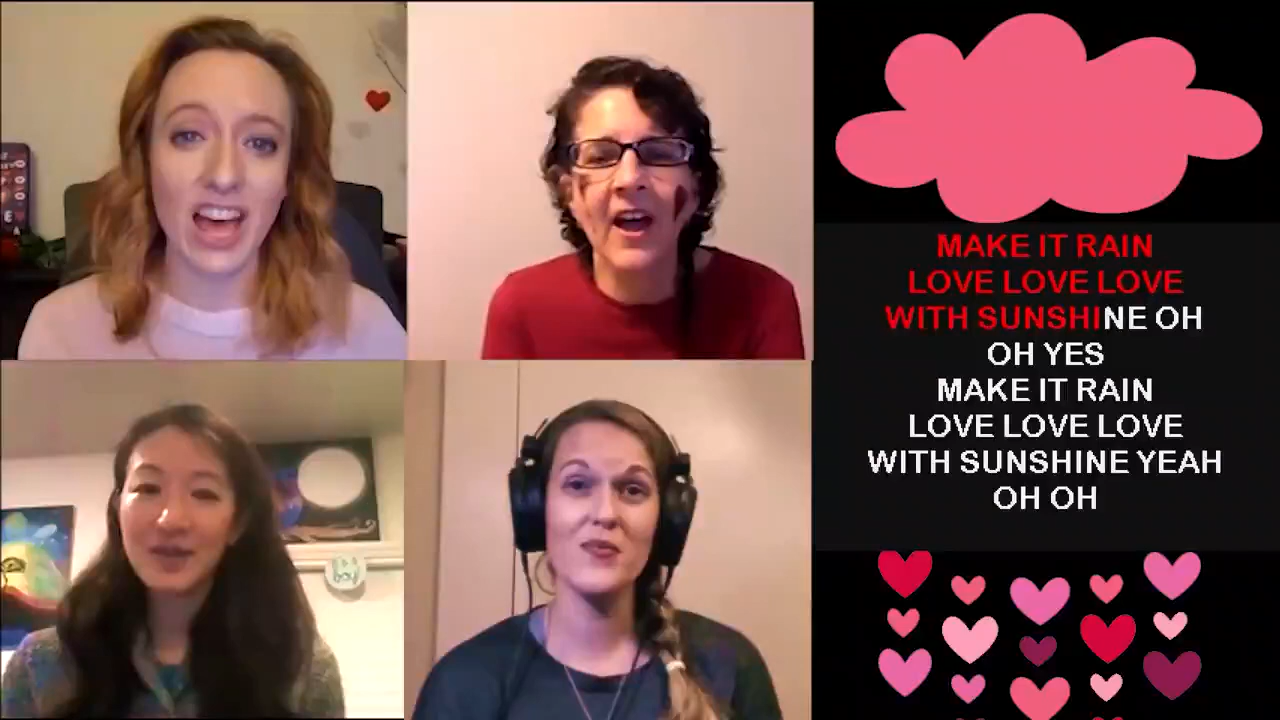 MAKE IT RAIN
LOVE LOVE LOVE
WITH SUNSHINE OH
OH YES
MAKE IT RAIN
LOVE LOVE LOVE
WITH SUNSHINE YEAH
OH OH